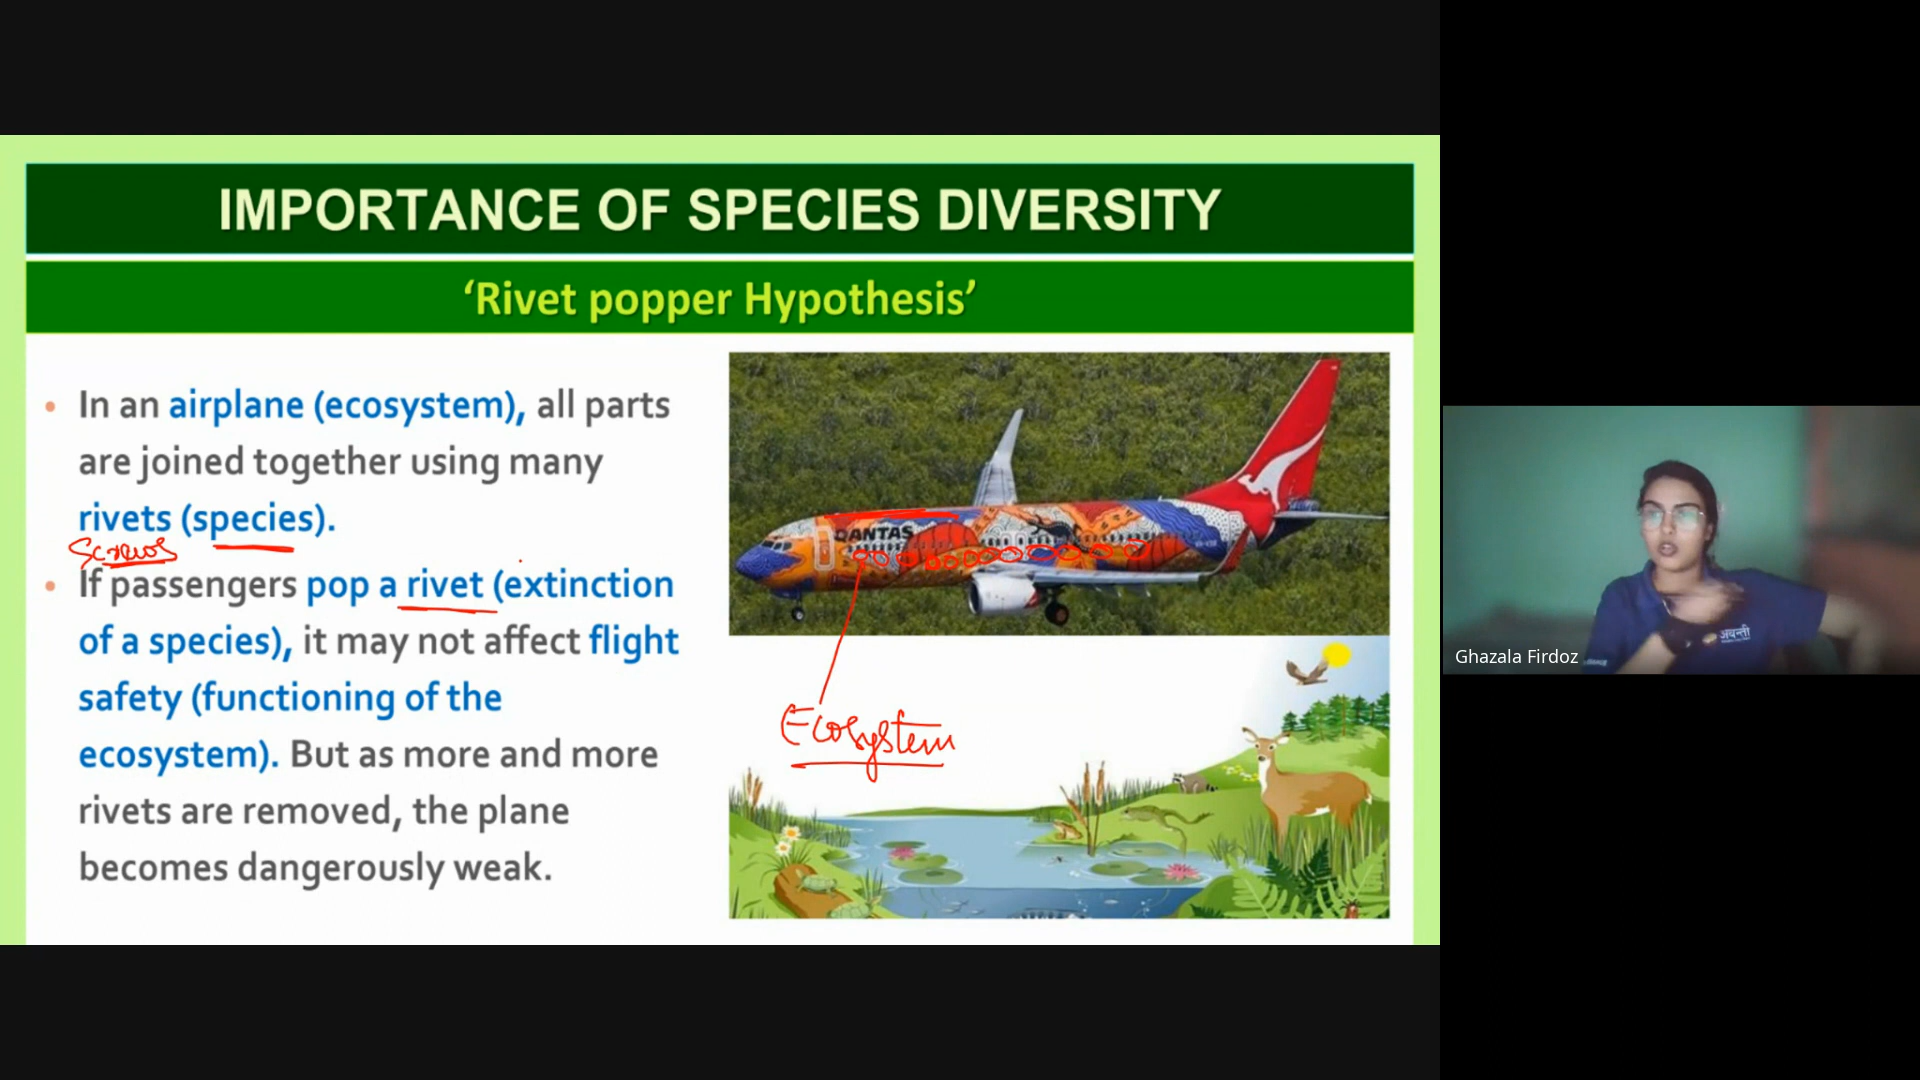 IMPORTANCE OF SPECIES DIVERSITY
‘Rivet popper Hypothesis’
• In an airplane (ecosystem), all parts
are joined together using many
rivets (species).
Screws
• If passengers pop a rivet (extinction
of a species), it may not affect flight
safety (functioning of the
ecosystem). But as more and more
rivets are removed, the plane
becomes dangerously weak.
QANTAS
Ecosystem
अवन्ती
Ghazala Firdoz